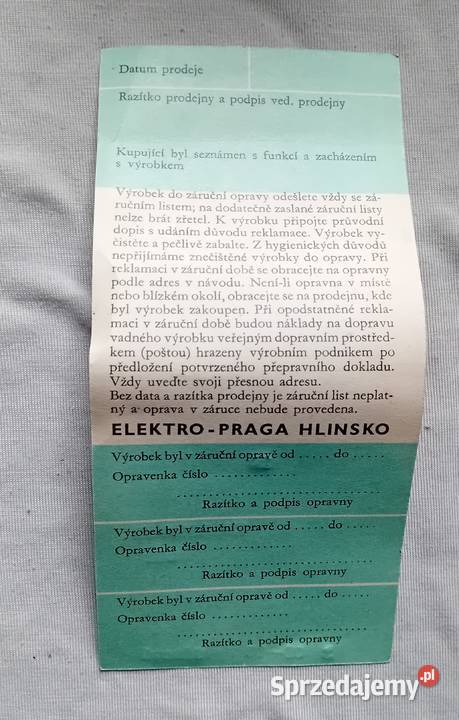 Datum prodeje
Razítko prodejny a podpis ved. prodejny
Kupující byl seznámen s funkcí a zacházením
s výrobkem
Výrobek do záruční opravy odešlete vždy se zá-
ručním listem; na dodatečně zaslané záruční listy
nelze brát zřetel. K výrobku připojte průvodní
dopis s udáním důvodu reklamace. Výrobek vy-
čistěte a pečlivě zabalte. Z hygienických důvodů
nepřijímáme znečištěné výrobky do opravy. Při
reklamaci v záruční době se obracejte na opravny
podle adres v návodu. Není-li opravna v místě
nebo blízkém okolí, obracejte se na prodejnu, kde
byl výrobek zakoupen. Při opodstatněné rekla-
maci v záruční době budou náklady na dopravu
vadného výrobku veřejným dopravním prostřed-
kem (poštou) hrazeny výrobním podnikem po
předložení potvrzeného přepravního dokladu.
Vždy uveďte svoji přesnou adresu.
Bez data a razítka prodejny je záruční list neplat-
ný a oprava v záruce nebude provedena.
ELEKTRO-PRAGA HLINSKO
Výrobek byl v záruční opravě od ..... do .....
Opravenka číslo .............
Razítko a podpis opravny
Výrobek byl v záruční opravě od ..... do .....
Opravenka číslo .............
Razítko a podpis opravny
Výrobek byl v záruční opravě od ..... do .....
Opravenka číslo .............
Razítko a podpis opravny
Sprzedajemy.pl